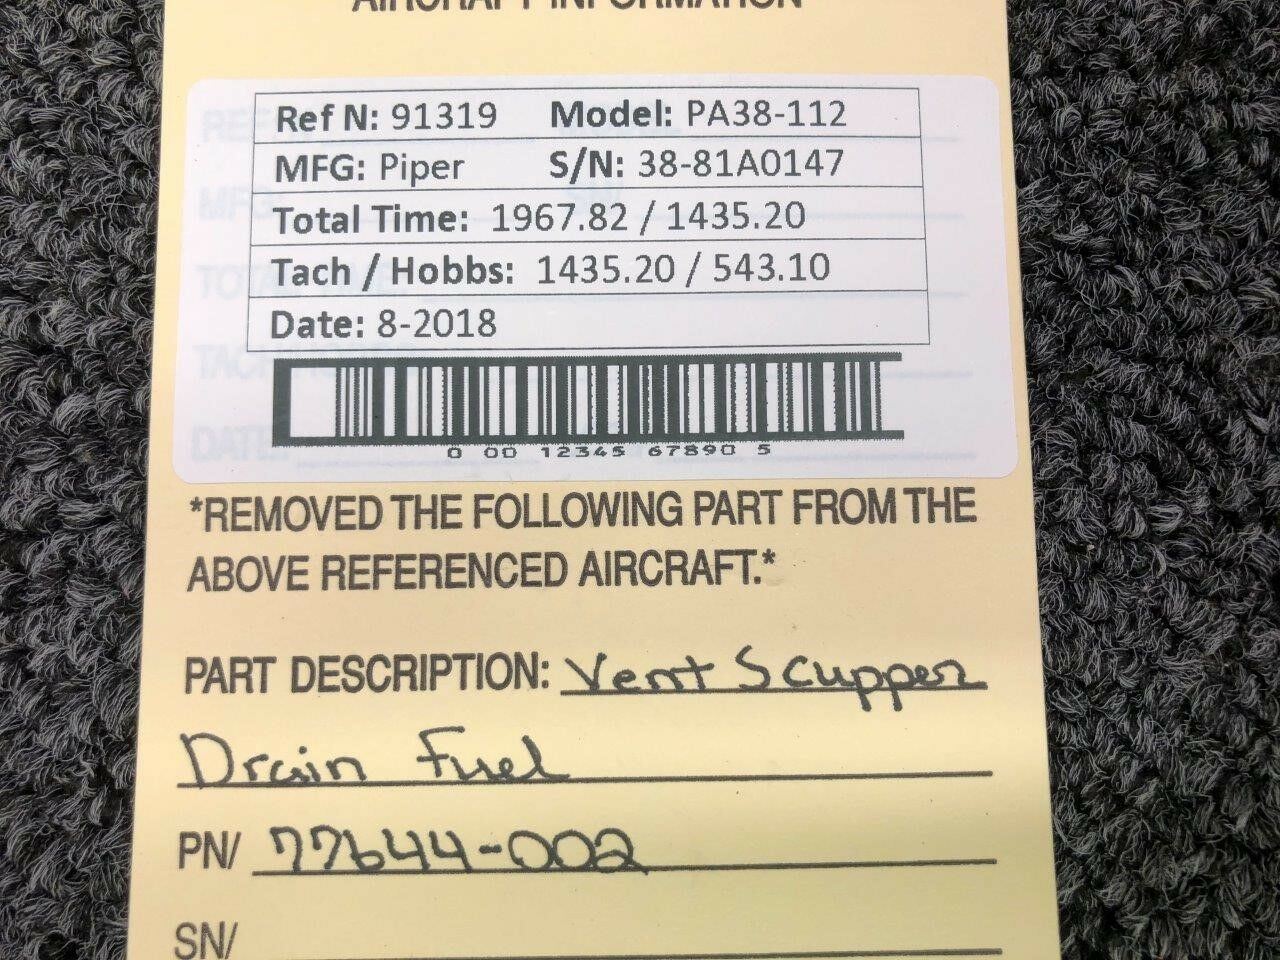 AIRCRAFT INFORMATION
Ref N: 91319 Model: PA38-112
MFG: Piper S/N: 38-81A0147
Total Time: 1967.82 / 1435.20
Tach / Hobbs: 1435.20 / 543.10
Date: 8-2018
0 00 12345 67890 5
*REMOVED THE FOLLOWING PART FROM THE
ABOVE REFERENCED AIRCRAFT.*
PART DESCRIPTION: Vent Scupper
Drain Fuel
PN/ 77644-002
SN/